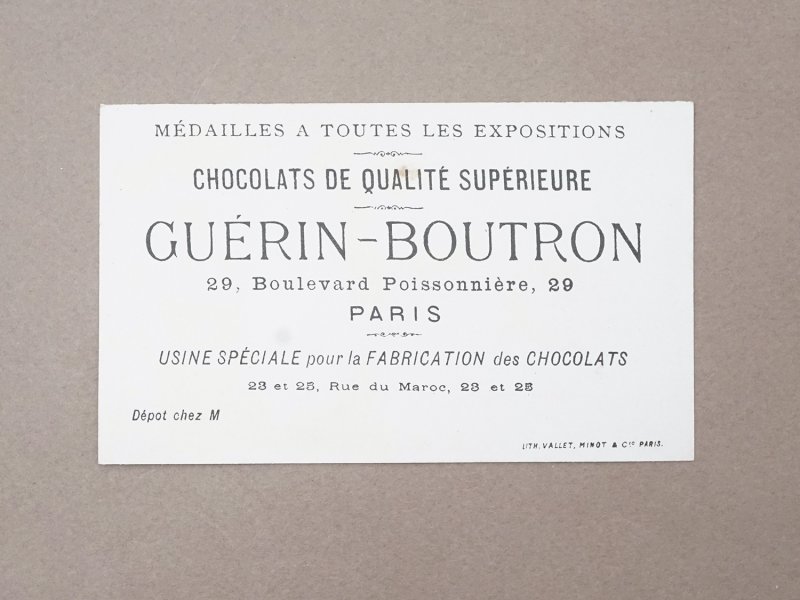 MÉDAILLES A TOUTES LES EXPOSITIONS
CHOCOLATS DE QUALITÉ SUPÉRIEURE
GUÉRIN-BOUTRON
29, Boulevard Poissonnière, 29
PARIS
USINE SPÉCIALE pour la FABRICATION des CHOCOLATS
23 et 25, Rue du Maroc, 23 et 25
Dépot chez M
LITH. VALLET, MINOT & Cie PARIS.